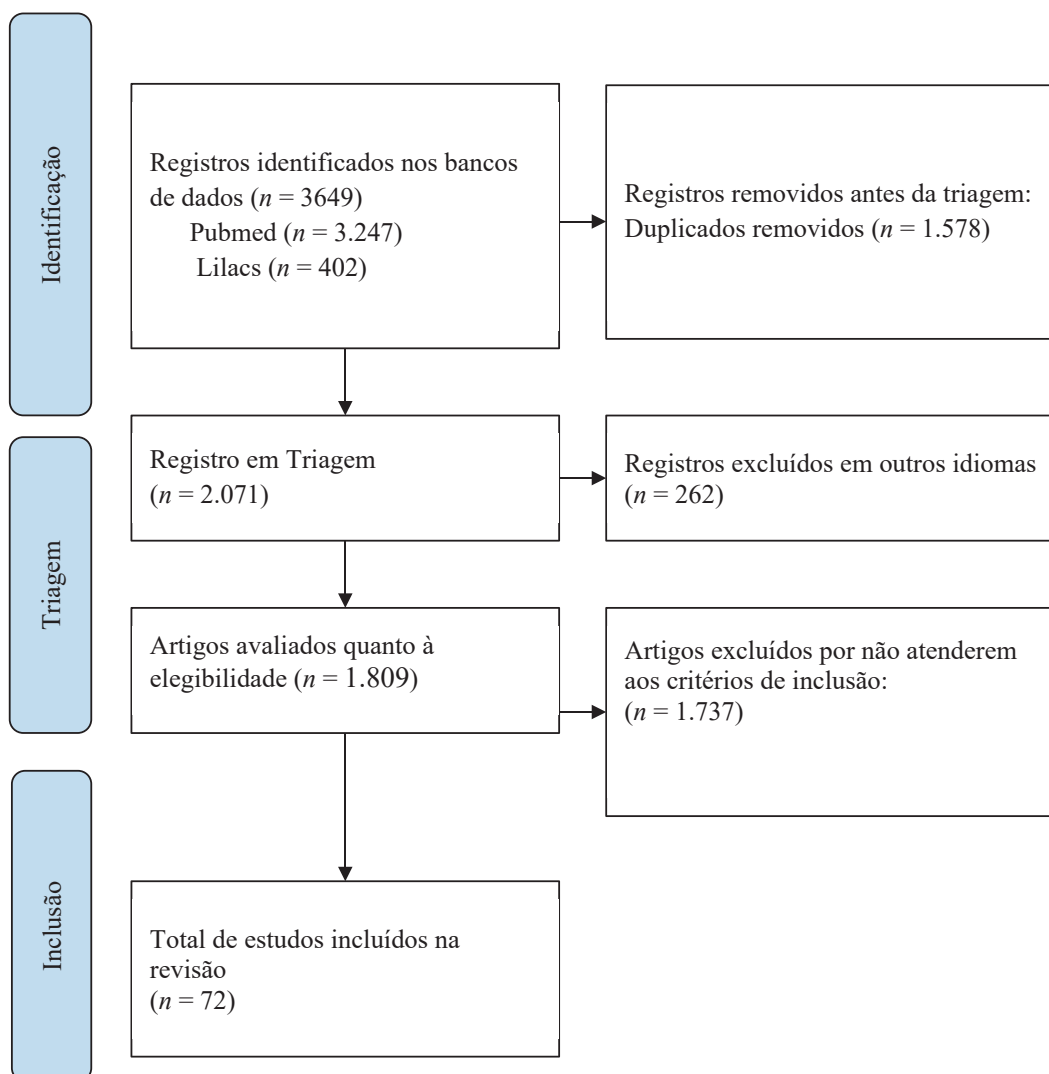 Identificação
Registros identificados nos bancos
de dados (n = 3649)
Pubmed (n = 3.247)
Lilacs (n = 402)
Registros removidos antes da triagem:
Duplicados removidos (n = 1.578)
Triagem
Registro em Triagem
(n = 2.071)
Registros excluídos em outros idiomas
(n = 262)
Artigos avaliados quanto à
elegibilidade (n = 1.809)
Artigos excluídos por não atenderem
aos critérios de inclusão:
(n = 1.737)
Inclusão
Total de estudos incluídos na
revisão
(n = 72)